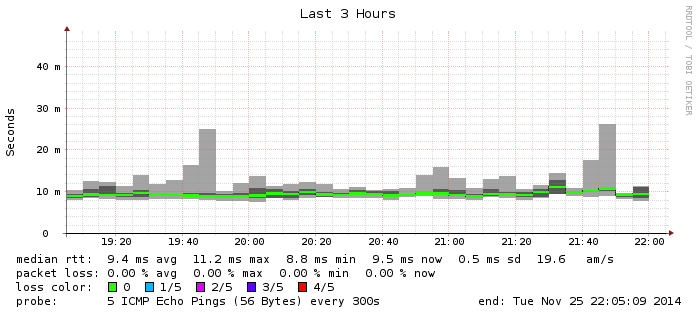 Last 3 Hours
RRDTOOL / TOBI OETIKER
Seconds
40 m
30 m
20 m
10 m
0
19:20 19:40 20:00 20:20 20:40 21:00 21:20 21:40 22:00
median rtt: 9.4 ms avg 11.2 ms max 8.8 ms min 9.5 ms now 0.5 ms sd 19.6 am/s
packet loss: 0.00 % avg 0.00 % max 0.00 % min 0.00 % now
loss color: 0 1/5 2/5 3/5 4/5
probe: 5 ICMP Echo Pings (56 Bytes) every 300s end: Tue Nov 25 22:05:09 2014